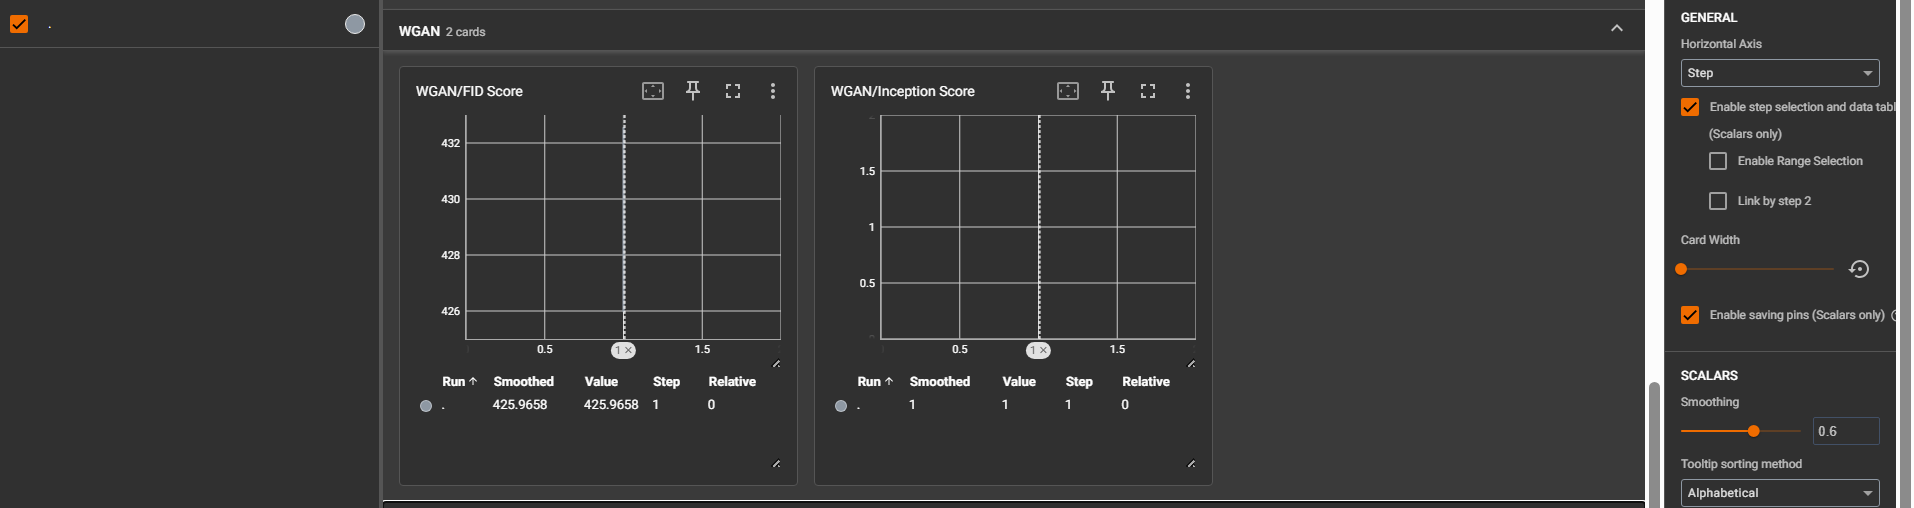 .
WGAN 2 cards
WGAN/FID Score
432
430
428
426
0.5
1 ×
1.5
Run ↑ Smoothed Value Step Relative
. 425.9658 425.9658 1 0
WGAN/Inception Score
1.5
1
0.5
0.5
1 ×
1.5
Run ↑ Smoothed Value Step Relative
. 1 1 1 0
GENERAL
Horizontal Axis
Step
Enable step selection and data tabl
(Scalars only)
Enable Range Selection
Link by step 2
Card Width
Enable saving pins (Scalars only)
SCALARS
Smoothing
0.6
Tooltip sorting method
Alphabetical